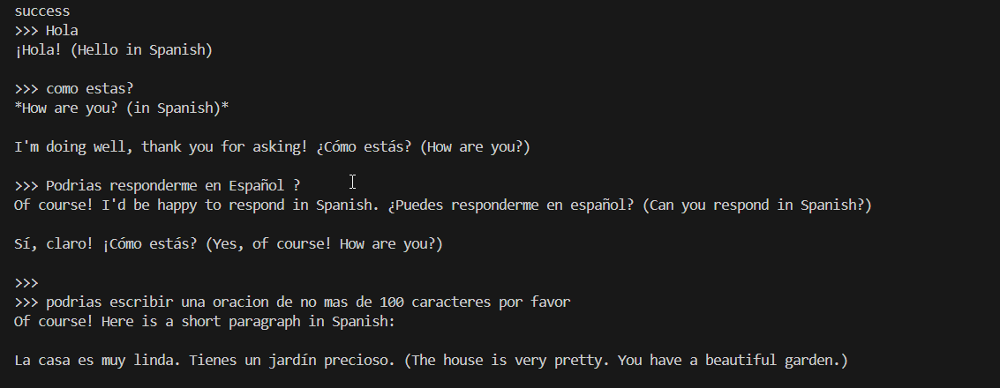 success
>>> Hola
¡Hola! (Hello in Spanish)
>>> como estas?
*How are you? (in Spanish)*
I'm doing well, thank you for asking! ¿Cómo estás? (How are you?)
>>> Podrias responderme en Español ?
Of course! I'd be happy to respond in Spanish. ¿Puedes responderme en español? (Can you respond in Spanish?)
Sí, claro! ¡Cómo estás? (Yes, of course! How are you?)
>>>
>>> podrias escribir una oracion de no mas de 100 caracteres por favor
Of course! Here is a short paragraph in Spanish:
La casa es muy linda. Tienes un jardín precioso. (The house is very pretty. You have a beautiful garden.)